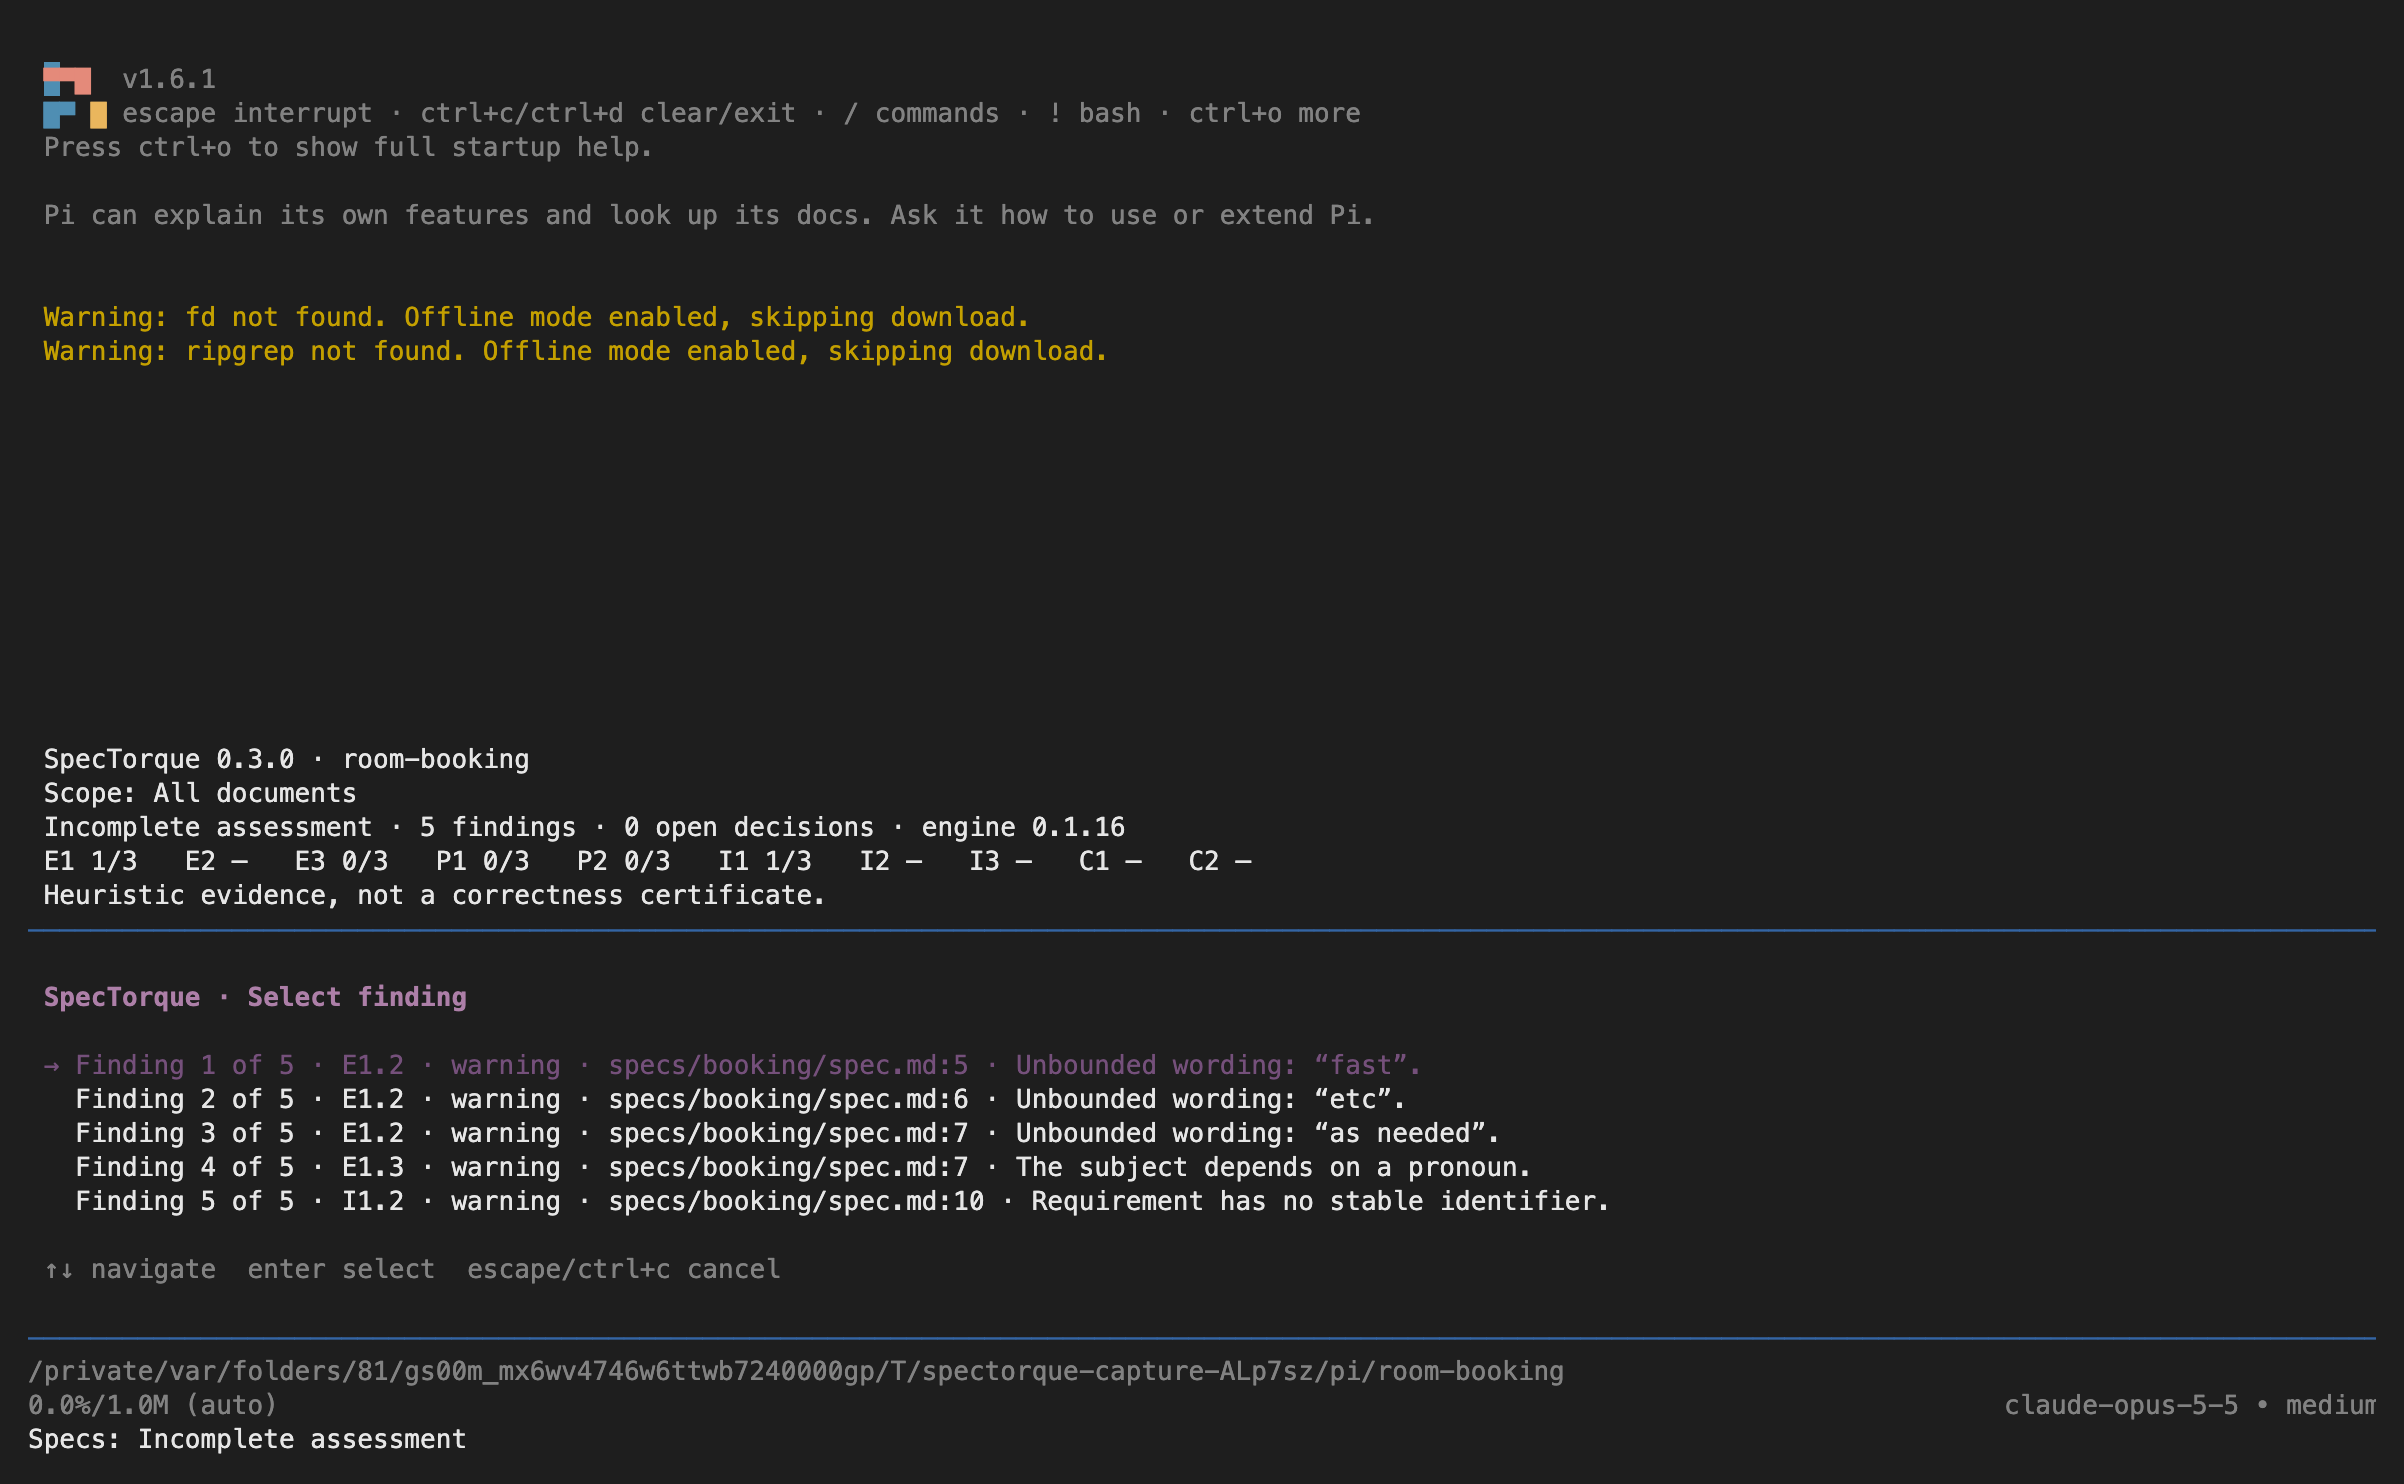 v1.6.1
escape interrupt · ctrl+c/ctrl+d clear/exit · / commands · ! bash · ctrl+o more
Press ctrl+o to show full startup help.
Pi can explain its own features and look up its docs. Ask it how to use or extend Pi.
Warning: fd not found. Offline mode enabled, skipping download.
Warning: ripgrep not found. Offline mode enabled, skipping download.
SpecTorque 0.3.0 · room-booking
Scope: All documents
Incomplete assessment · 5 findings · 0 open decisions · engine 0.1.16
E1 1/3   E2 —   E3 0/3   P1 0/3   P2 0/3   I1 1/3   I2 —   I3 —   C1 —   C2 —
Heuristic evidence, not a correctness certificate.
SpecTorque · Select finding
→ Finding 1 of 5 · E1.2 · warning · specs/booking/spec.md:5 · Unbounded wording: “fast”.
Finding 2 of 5 · E1.2 · warning · specs/booking/spec.md:6 · Unbounded wording: “etc”.
Finding 3 of 5 · E1.2 · warning · specs/booking/spec.md:7 · Unbounded wording: “as needed”.
Finding 4 of 5 · E1.3 · warning · specs/booking/spec.md:7 · The subject depends on a pronoun.
Finding 5 of 5 · I1.2 · warning · specs/booking/spec.md:10 · Requirement has no stable identifier.
↑↓ navigate  enter select  escape/ctrl+c cancel
/private/var/folders/81/gs00m_mx6wv4746w6ttwb7240000gp/T/spectorque-capture-ALp7sz/pi/room-booking
0.0%/1.0M (auto)   claude-opus-5-5 • medium
Specs: Incomplete assessment